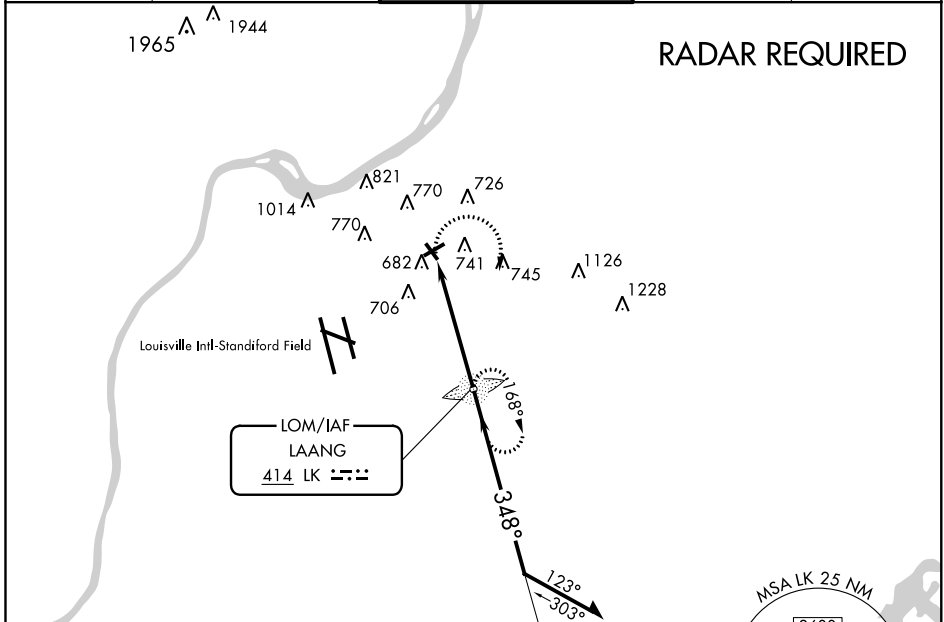 1965
1944
RADAR REQUIRED
821
770
726
1014
770
682
741
745
1126
1228
706
Louisville Intl-Standiford Field
168°
LOM/IAF
LAANG
414 LK
348°
123°
303°
MSA LK 25 NM